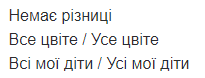 Немає різниці
Все цвіте / Усе цвіте
Всі мої діти / Усі мої діти